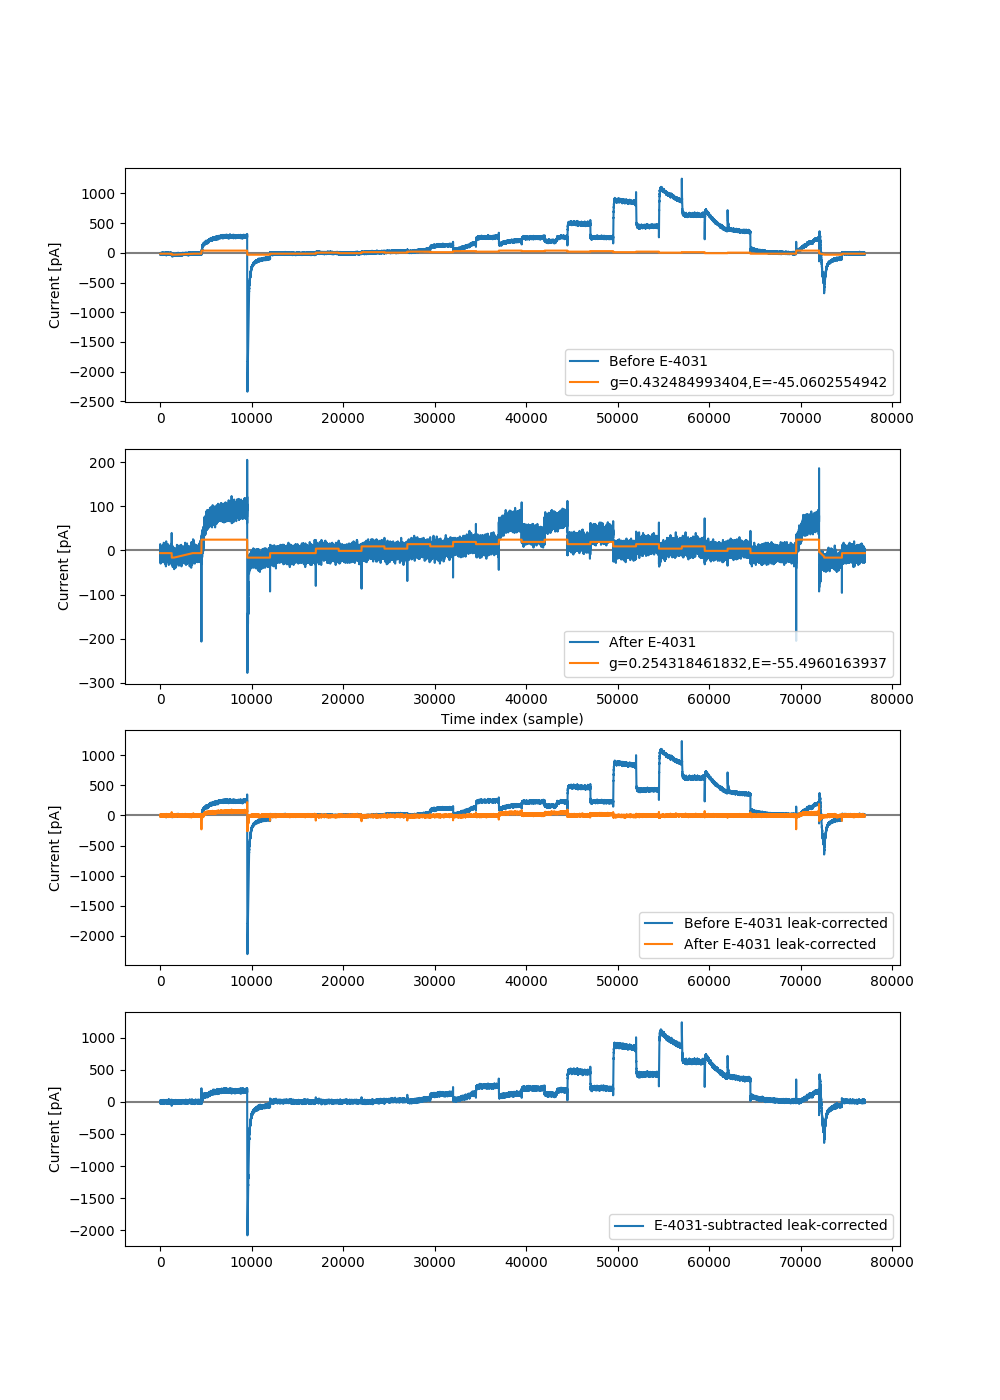 1000
500
0
−500
−1000
−1500
−2000
−2500
Current [pA]
Before E-4031
g=0.432484993404,E=-45.0602554942
0 10000 20000 30000 40000 50000 60000 70000 80000
200
100
0
−100
−200
−300
Current [pA]
After E-4031
g=0.254318461832,E=-55.4960163937
0 10000 20000 30000 40000 50000 60000 70000 80000
Time index (sample)
1000
500
0
−500
−1000
−1500
−2000
Current [pA]
Before E-4031 leak-corrected
After E-4031 leak-corrected
0 10000 20000 30000 40000 50000 60000 70000 80000
1000
500
0
−500
−1000
−1500
−2000
Current [pA]
E-4031-subtracted leak-corrected
0 10000 20000 30000 40000 50000 60000 70000 80000